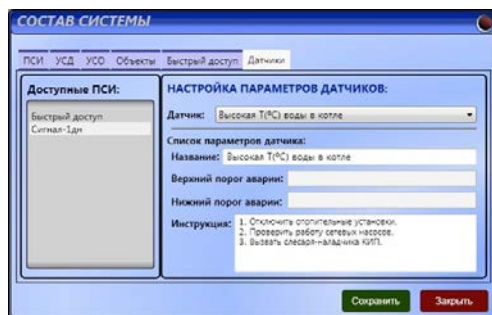 СОСТАВ СИСТЕМЫ
ПСИ УСД УСО Объекты Быстрый доступ Датчики
Доступные ПСИ:
Быстрый доступ
Сигнал-1дн
НАСТРОЙКА ПАРАМЕТРОВ ДАТЧИКОВ:
Датчик: Высокая Т(ºС) воды в котле
Список параметров датчика:
Название: Высокая Т(ºС) воды в котле
Верхний порог аварии:
Нижний порог аварии:
Инструкция: 1. Отключить отопительные установки.
2. Проверить работу сетевых насосов.
3. Вызвать слесаря-наладчика КИП.
Сохранить Закрыть